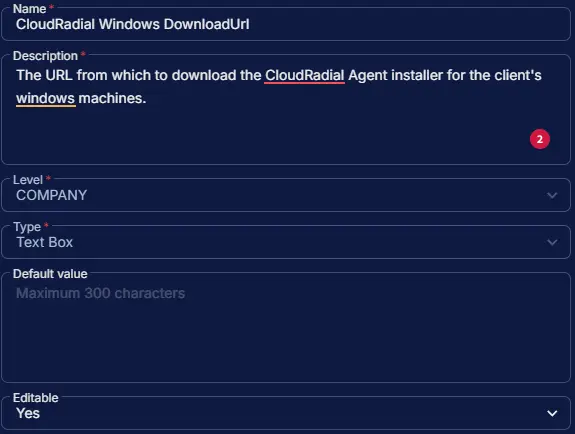 Name *
CloudRadial Windows DownloadUrl
Description *
The URL from which to download the CloudRadial Agent installer for the client's
windows machines.
2
Level *
COMPANY
Type *
Text Box
Default value
Maximum 300 characters
Editable
Yes